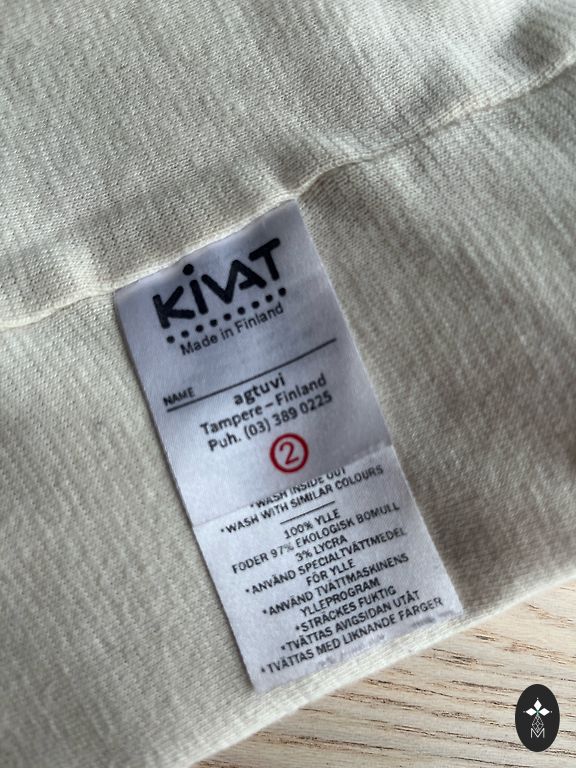 KIVAT
Made in Finland
NAME
agtuvi
Tampere – Finland
Puh. (03) 389 0225
2
*WASH INSIDE OUT
*WASH WITH SIMILAR COLOURS
100% YLLE
FODER 97% EKOLOGISK BOMULL
3% LYCRA
*ANVÄND SPECIALTVÄTTMEDEL
FÖR YLLE
*ANVÄND TVÄTTMASKINENS
YLLEPROGRAM
*STRÄCKES FUKTIG
*TVÄTTAS AVIGSIDAN UTÅT
*TVÄTTAS MED LIKNANDE FÄRGER
M